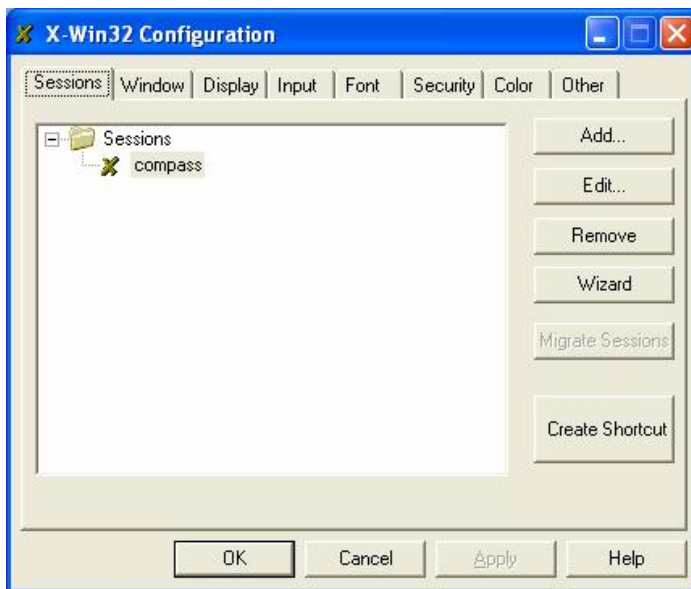 X-Win32 Configuration
Sessions Window Display Input Font Security Color Other
Sessions
compass
Add...
Edit...
Remove
Wizard
Migrate Sessions
Create Shortcut
OK Cancel Apply Help